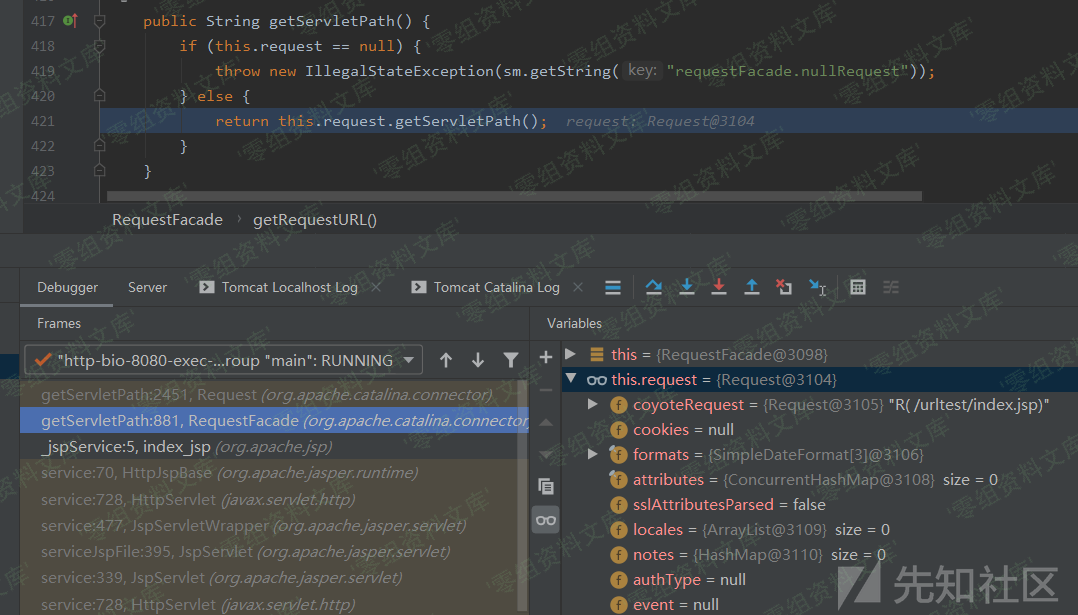 417 public String getServletPath() {
418 if (this.request == null) {
419 throw new IllegalStateException(sm.getString( key: "requestFacade.nullRequest"));
420 } else {
421 return this.request.getServletPath(); request: Request@3104
422 }
423 }
424
RequestFacade › getRequestURL()
Debugger Server Tomcat Localhost Log Tomcat Catalina Log
Frames
Variables
"http-bio-8080-exec-...roup "main": RUNNING
getServletPath:2451, Request (org.apache.catalina.connector)
getServletPath:881, RequestFacade (org.apache.catalina.connector
_jspService:5, index_jsp (org.apache.jsp)
service:70, HttpJspBase (org.apache.jasper.runtime)
service:728, HttpServlet (javax.servlet.http)
service:477, JspServletWrapper (org.apache.jasper.servlet)
serviceJspFile:395, JspServlet (org.apache.jasper.servlet)
service:339, JspServlet (org.apache.jasper.servlet)
service:728, HttpServlet (javax.servlet.http)
this = {RequestFacade@3098}
this.request = {Request@3104}
coyoteRequest = {Request@3105} "R( /urltest/index.jsp)"
cookies = null
formats = {SimpleDateFormat[3]@3106}
attributes = {ConcurrentHashMap@3108} size = 0
sslAttributesParsed = false
locales = {ArrayList@3109} size = 0
notes = {HashMap@3110} size = 0
authType = null
event = null
零组资料文库
先知社区